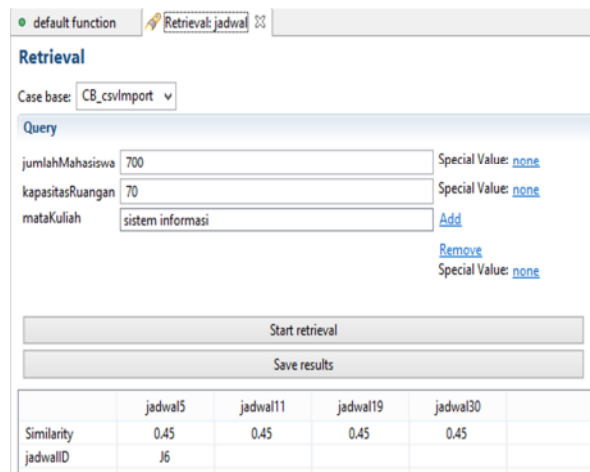 default function Retrieval: jadwal
Retrieval
Case base: CB_csvImport
Query
jumlahMahasiswa 700 Special Value: none
kapasitasRuangan 70 Special Value: none
mataKuliah sistem informasi Add
Remove
Special Value: none
Start retrieval
Save results
jadwal5 jadwal11 jadwal19 jadwal30
Similarity 0.45 0.45 0.45 0.45
jadwalID J6